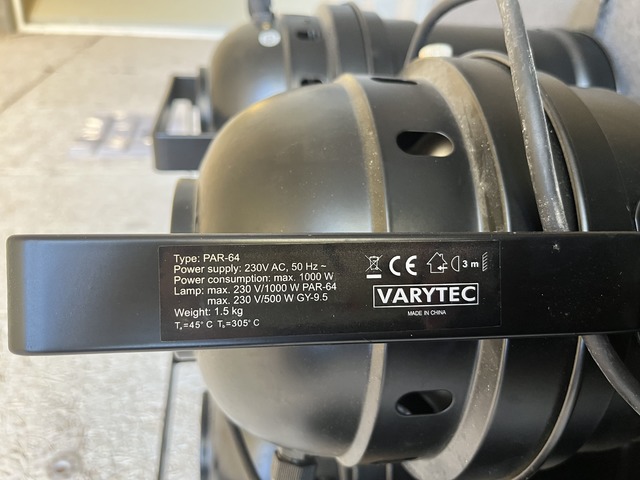 Type: PAR-64
Power supply: 230V AC, 50 Hz ~
Power consumption: max. 1000 W
Lamp: max. 230 V/1000 W PAR-64
max. 230 V/500 W GY-9.5
Weight: 1.5 kg
Tₐ=45° C Tₕ=305° C
CE
3 m
VARYTEC
MADE IN CHINA